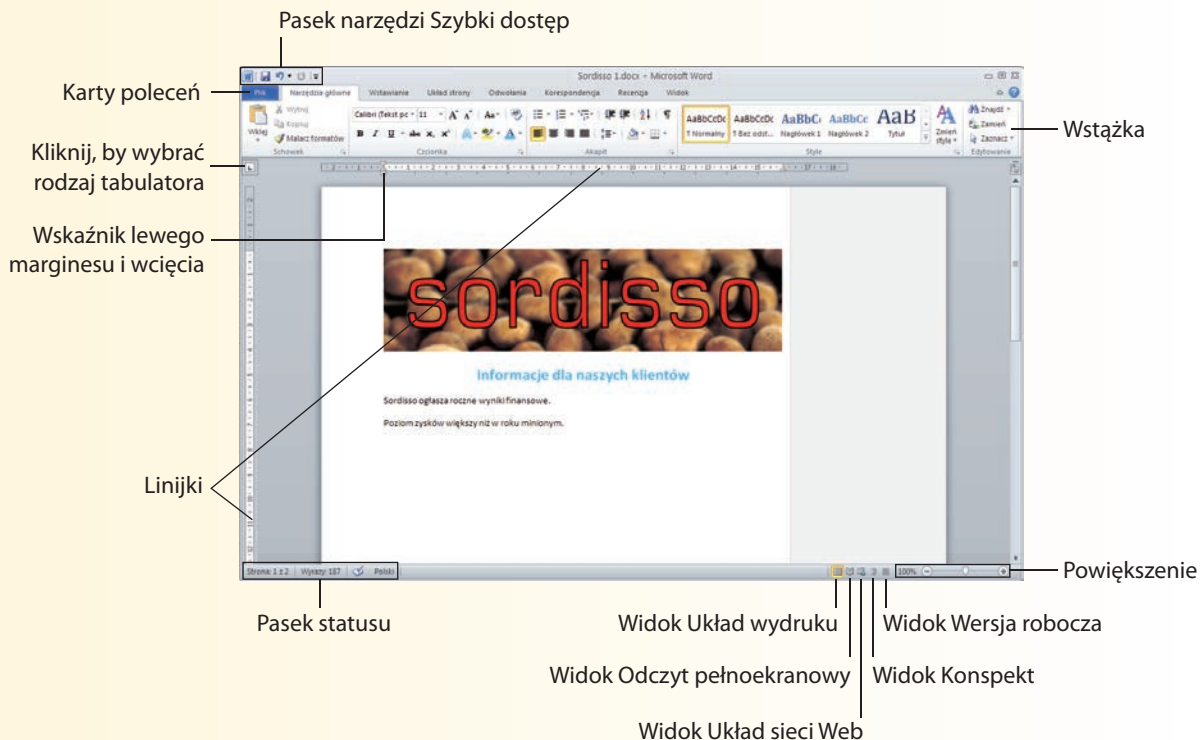 Pasek narzędzi Szybki dostęp
Sordisso 1.docx - Microsoft Word
Karty poleceń
Plik Narzędzia główne Wstawianie Układ strony Odwołania Korespondencja Recenzja Widok
Wytnij
Kopiuj
Wklej
Malarz formatów
Schowek
Calibri (Tekst pc 11
Czcionka
Akapit
AaBbCcDc AaBbCcDc AaBbC AaBbCc AaB
¶ Normalny ¶ Bez odst... Nagłówek 1 Nagłówek 2 Tytuł
Zmień style
Style
Znajdź
Zamień
Zaznacz
Edytowanie
Wstążka
Kliknij, by wybrać
rodzaj tabulatora
Wskaźnik lewego
marginesu i wcięcia
sordisso
Informacje dla naszych klientów
Sordisso ogłasza roczne wyniki finansowe.
Poziom zysków większy niż w roku minionym.
Linijki
Strona: 1 z 2 Wyrazy: 187 Polski
100%
Powiększenie
Pasek statusu
Widok Układ wydruku
Widok Wersja robocza
Widok Odczyt pełnoekranowy
Widok Konspekt
Widok Układ sieci Web